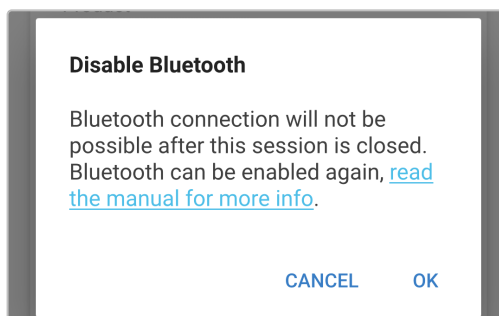 Disable Bluetooth
Bluetooth connection will not be
possible after this session is closed.
Bluetooth can be enabled again, read
the manual for more info.
CANCEL OK